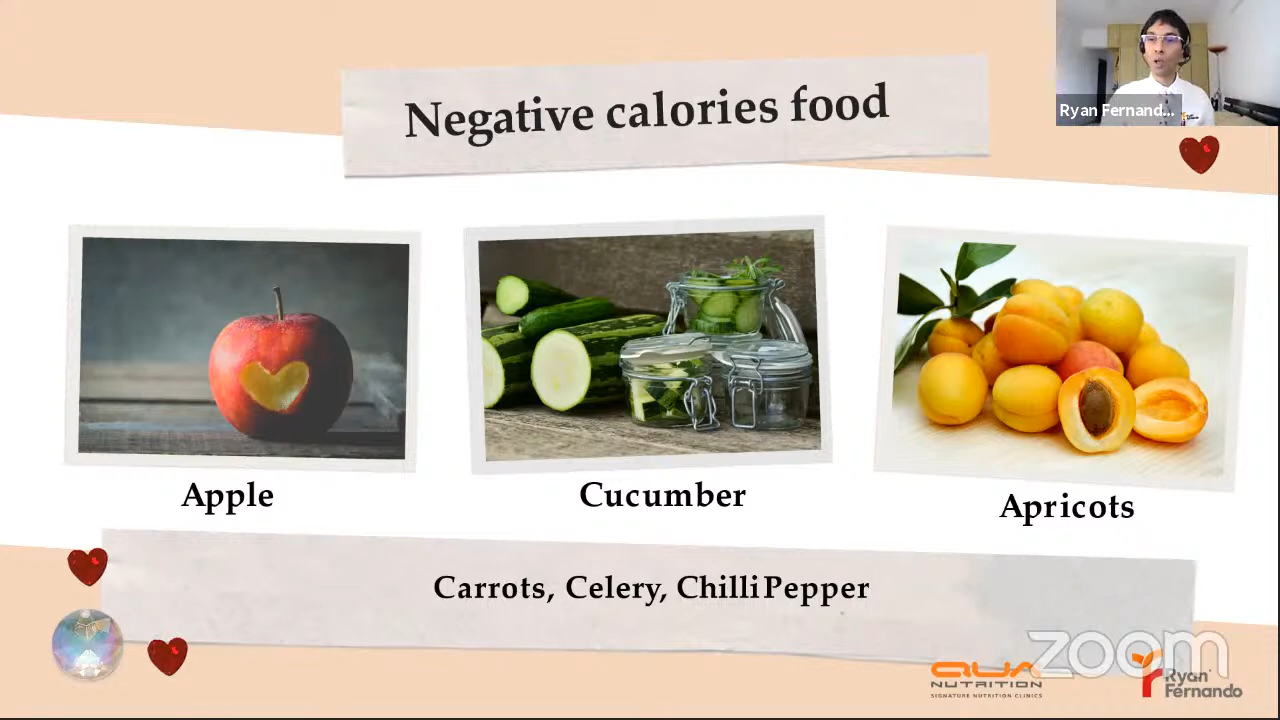 Negative calories food
Ryan Fernand...
Apple
Cucumber
Apricots
Carrots, Celery, Chilli Pepper
zoom
QUA
NUTRITION
SIGNATURE NUTRITION CLINICS
Ryan
Fernando